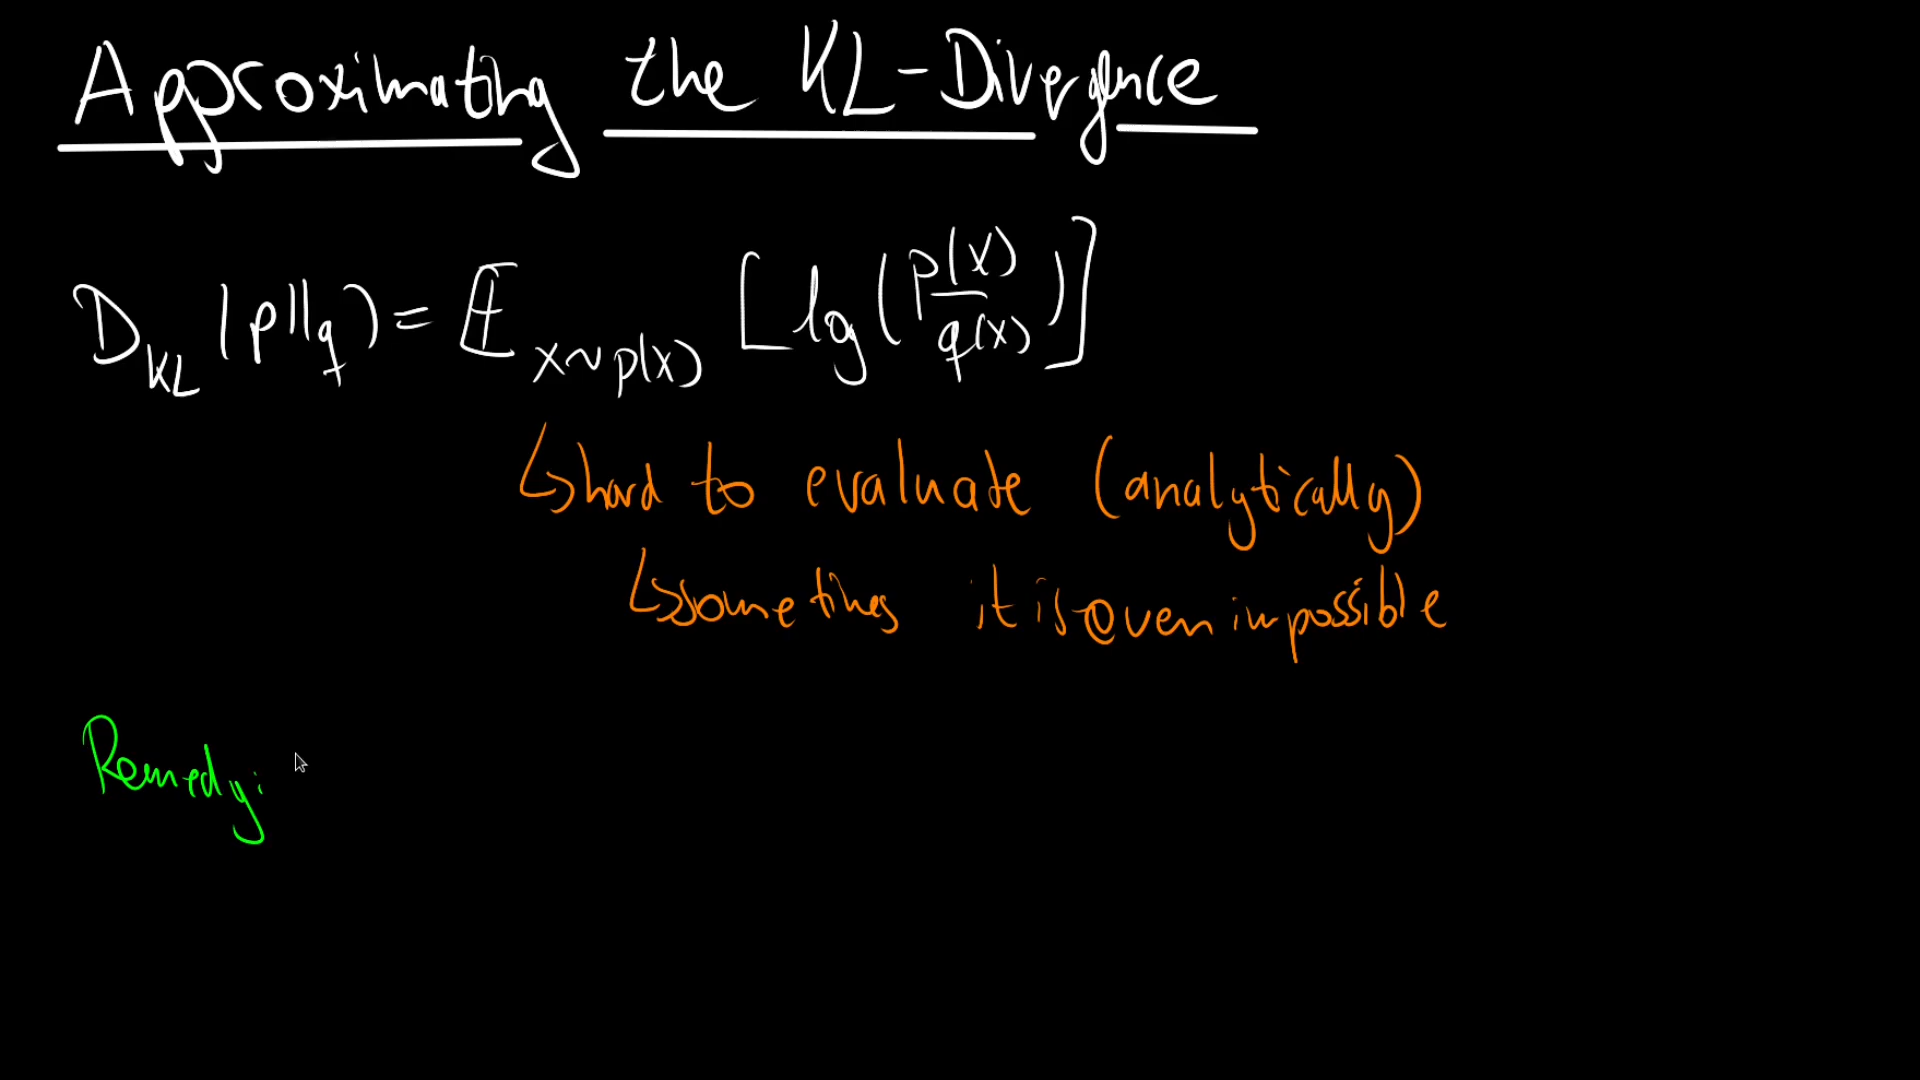 Approximating the KL-Divergence
D_KL (p||q) = E_x~p(x) [log(p(x)/q(x))]
↳ hard to evaluate (analytically)
↳ sometimes it is even impossible
Remedy: